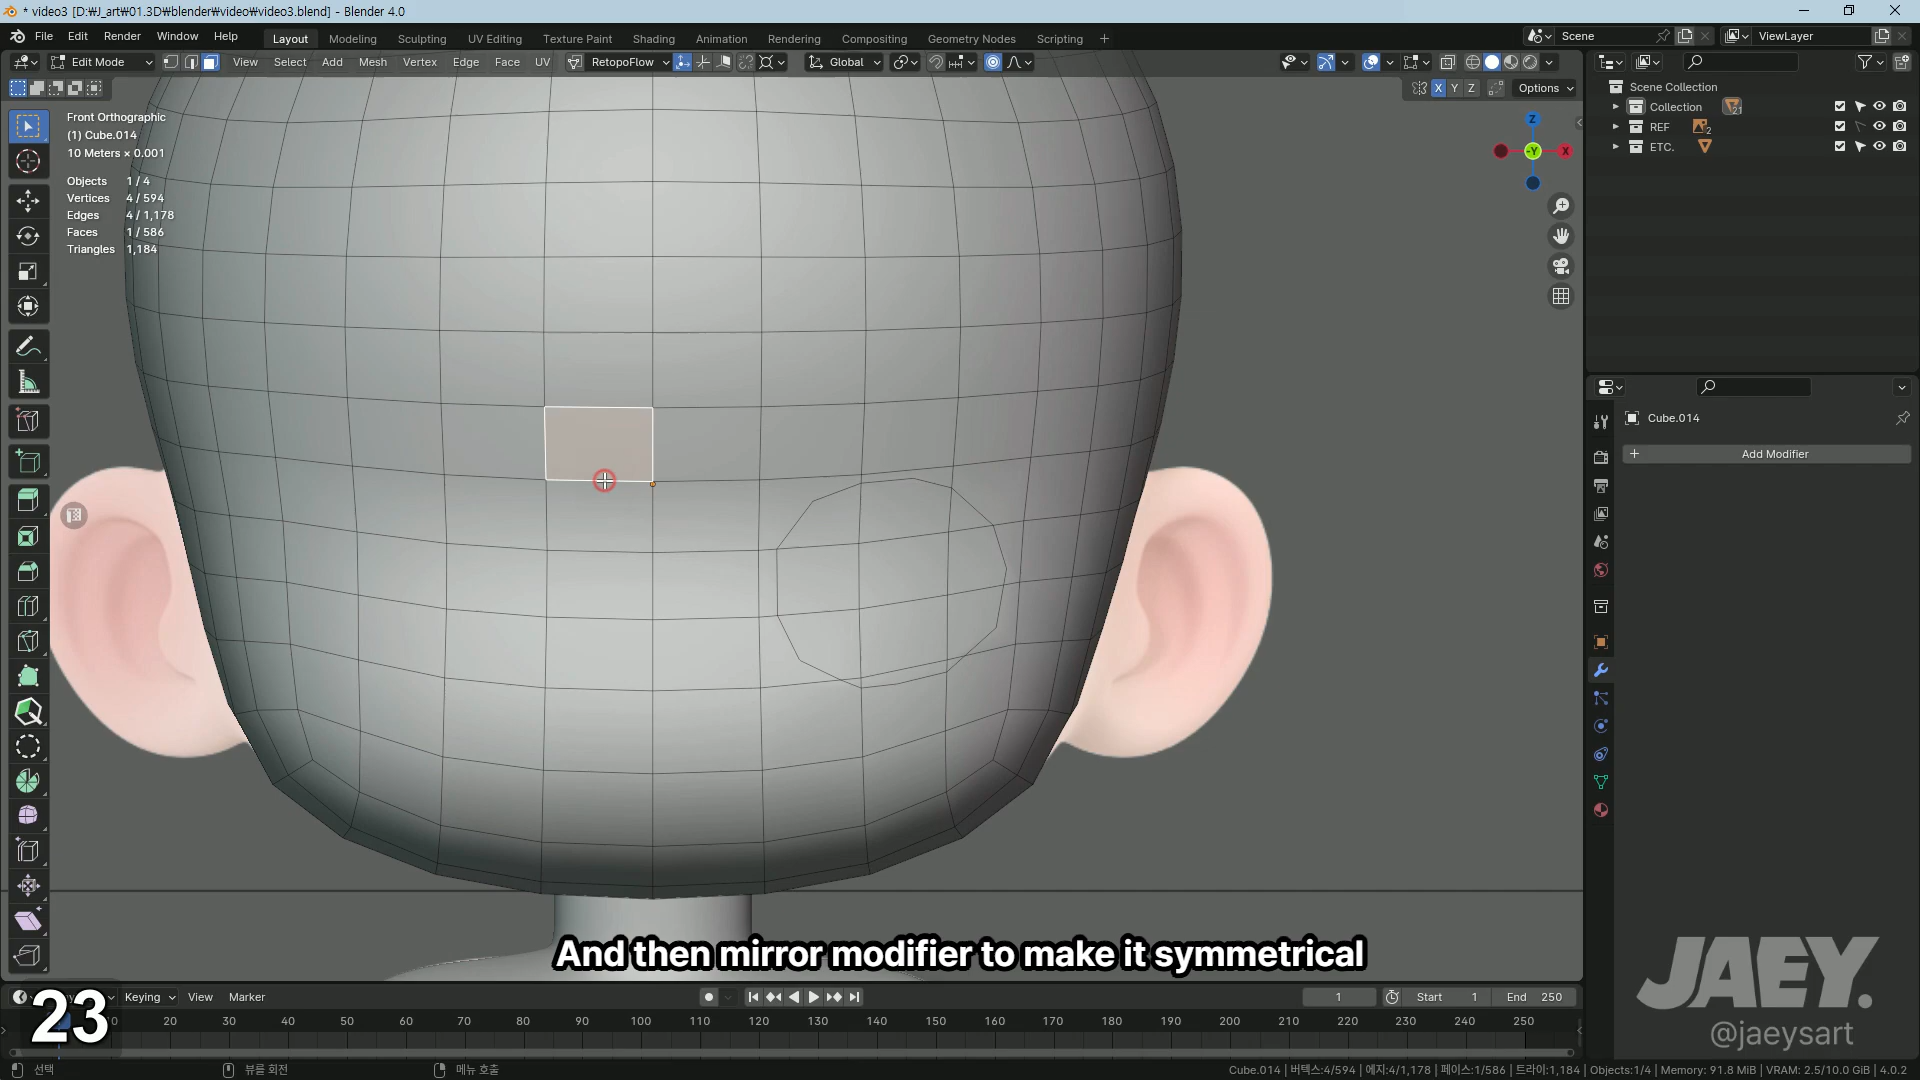 * video3 [D:₩J_art₩01.3D₩blender₩video₩video3.blend] - Blender 4.0
File Edit Render Window Help Layout Modeling Sculpting UV Editing Texture Paint Shading Animation Rendering Compositing Geometry Nodes Scripting + Scene ViewLayer
Edit Mode View Select Add Mesh Vertex Edge Face UV RetopoFlow Global
X Y Z Options
Scene Collection
Collection 21
REF 2
ETC.
Front Orthographic
(1) Cube.014
10 Meters × 0.001
Objects 1 / 4
Vertices 4 / 594
Edges 4 / 1,178
Faces 1 / 586
Triangles 1,184
Z
-Y X
Cube.014
+ Add Modifier
And then mirror modifier to make it symmetrical
JAEY.
@jaeysart
23
Keying View Marker 1 Start 1 End 250
10 20 30 40 50 60 70 80 90 100 110 120 130 140 150 160 170 180 190 200 210 220 230 240 250
선택 뷰를 회전 메뉴 호출 Cube.014 | 버텍스:4/594 | 에지:4/1,178 | 페이스:1/586 | 트라이:1,184 | Objects:1/4 | Memory: 91.8 MiB | VRAM: 2.5/10.0 GiB | 4.0.2